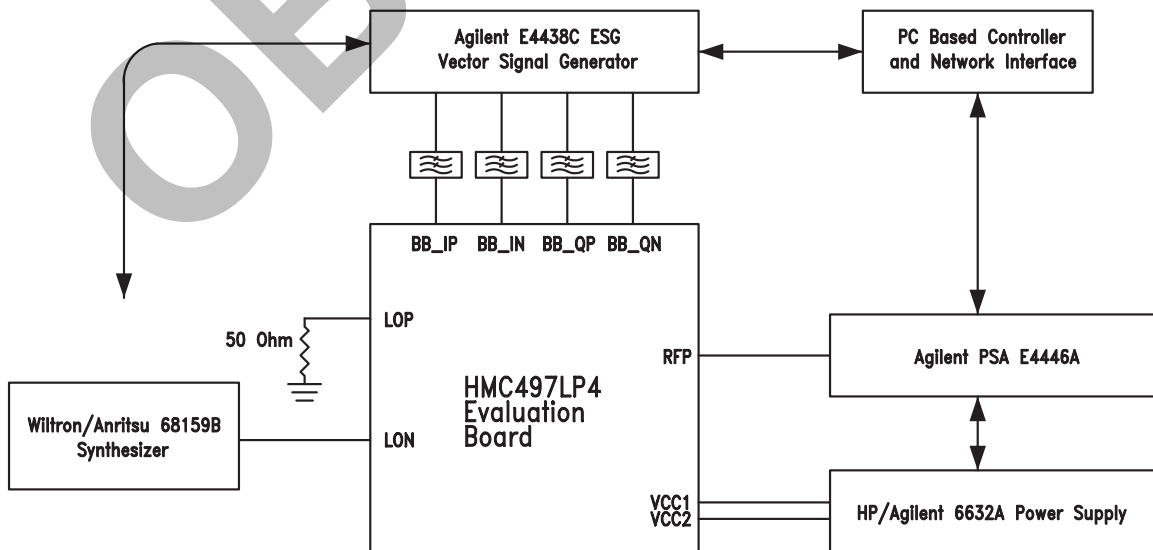 Agilent E4438C ESG
Vector Signal Generator
PC Based Controller
and Network Interface
BB_IP BB_IN BB_QP BB_QN
LOP
50 Ohm
RFP
Agilent PSA E4446A
HMC497LP4
Evaluation
Board
Wiltron/Anritsu 68159B
Synthesizer
LON
VCC1
VCC2
HP/Agilent 6632A Power Supply